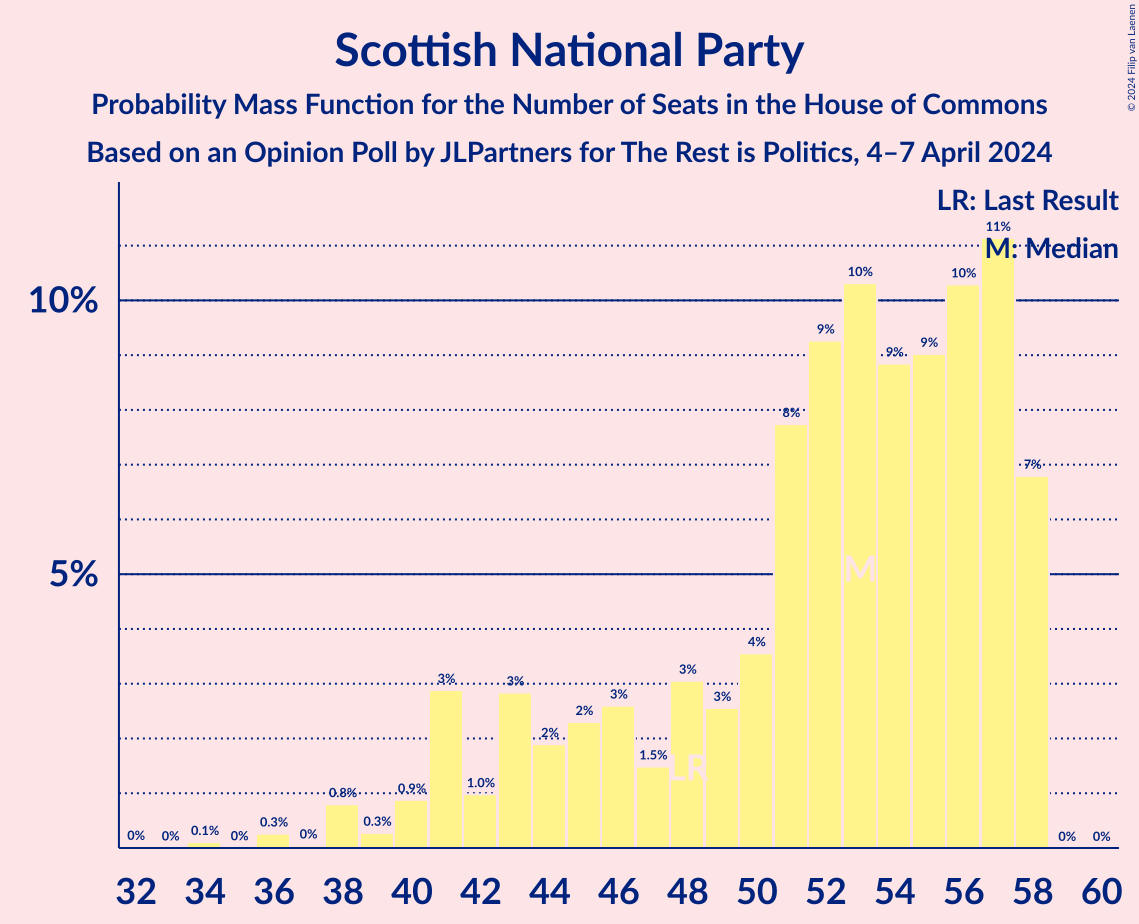 Scottish National Party
Probability Mass Function for the Number of Seats in the House of Commons
Based on an Opinion Poll by JLPartners for The Rest is Politics, 4–7 April 2024
© 2024 Filip van Laenen
LR: Last Result
M: Median
10%
5%
0% 0% 0.1% 0% 0.3% 0% 0.8% 0.3% 0.9% 3% 1.0% 3% 2% 2% 3% 1.5% 3% 3% 4% 8% 9% 10% 9% 9% 10% 11% 7% 0% 0%
M
LR
32 34 36 38 40 42 44 46 48 50 52 54 56 58 60